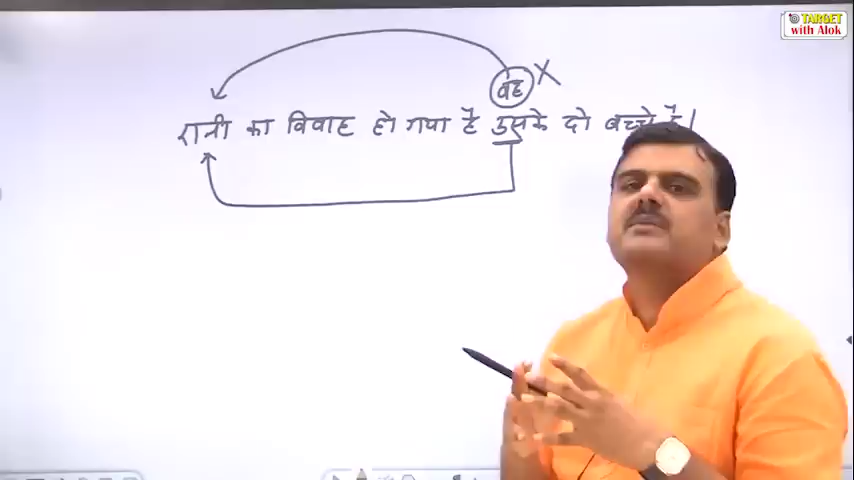 TARGET
with Alok
वह X
रानी का विवाह हो गया है उसके दो बच्चे है।